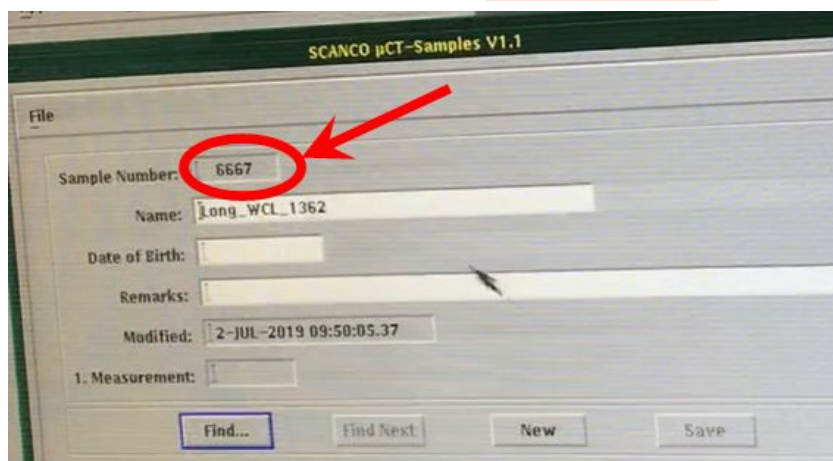 SCANCO µCT-Samples V1.1
File
Sample Number: 6667
Name: Long_WCL_1362
Date of Birth:
Remarks:
Modified: 2-JUL-2019 09:50:05.37
1. Measurement:
Find... Find Next New Save